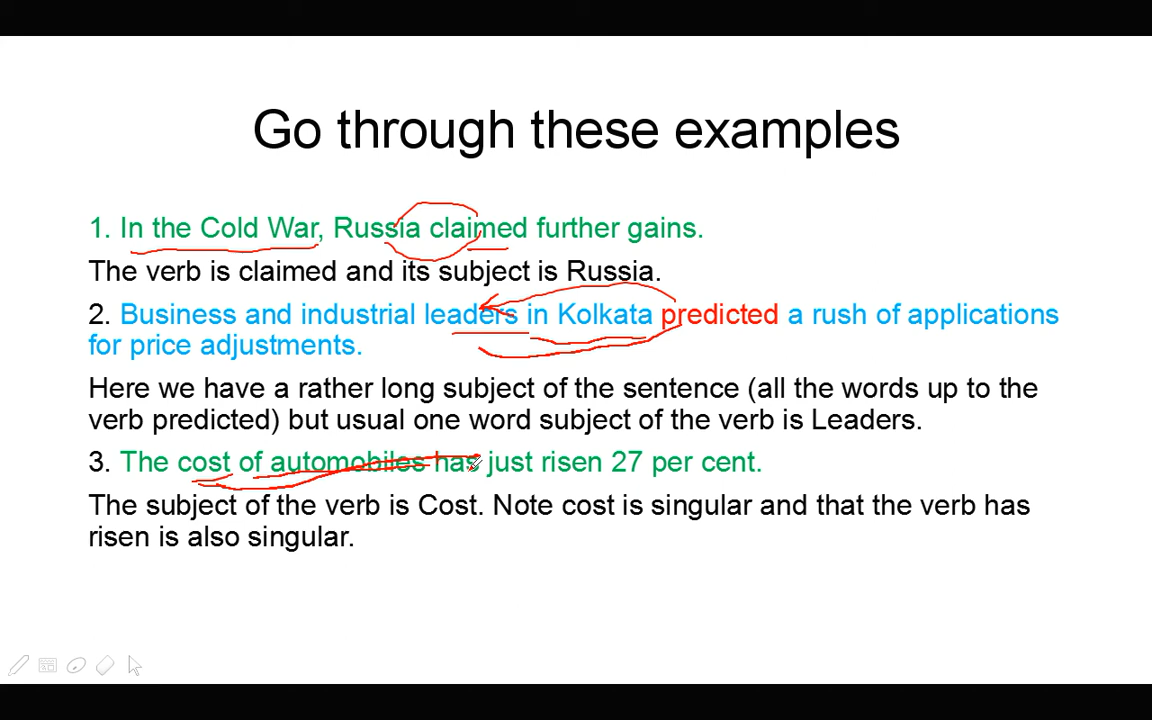 Go through these examples
1. In the Cold War, Russia claimed further gains.
The verb is claimed and its subject is Russia.
2. Business and industrial leaders in Kolkata predicted a rush of applications
for price adjustments.
Here we have a rather long subject of the sentence (all the words up to the
verb predicted) but usual one word subject of the verb is Leaders.
3. The cost of automobiles has just risen 27 per cent.
The subject of the verb is Cost. Note cost is singular and that the verb has
risen is also singular.